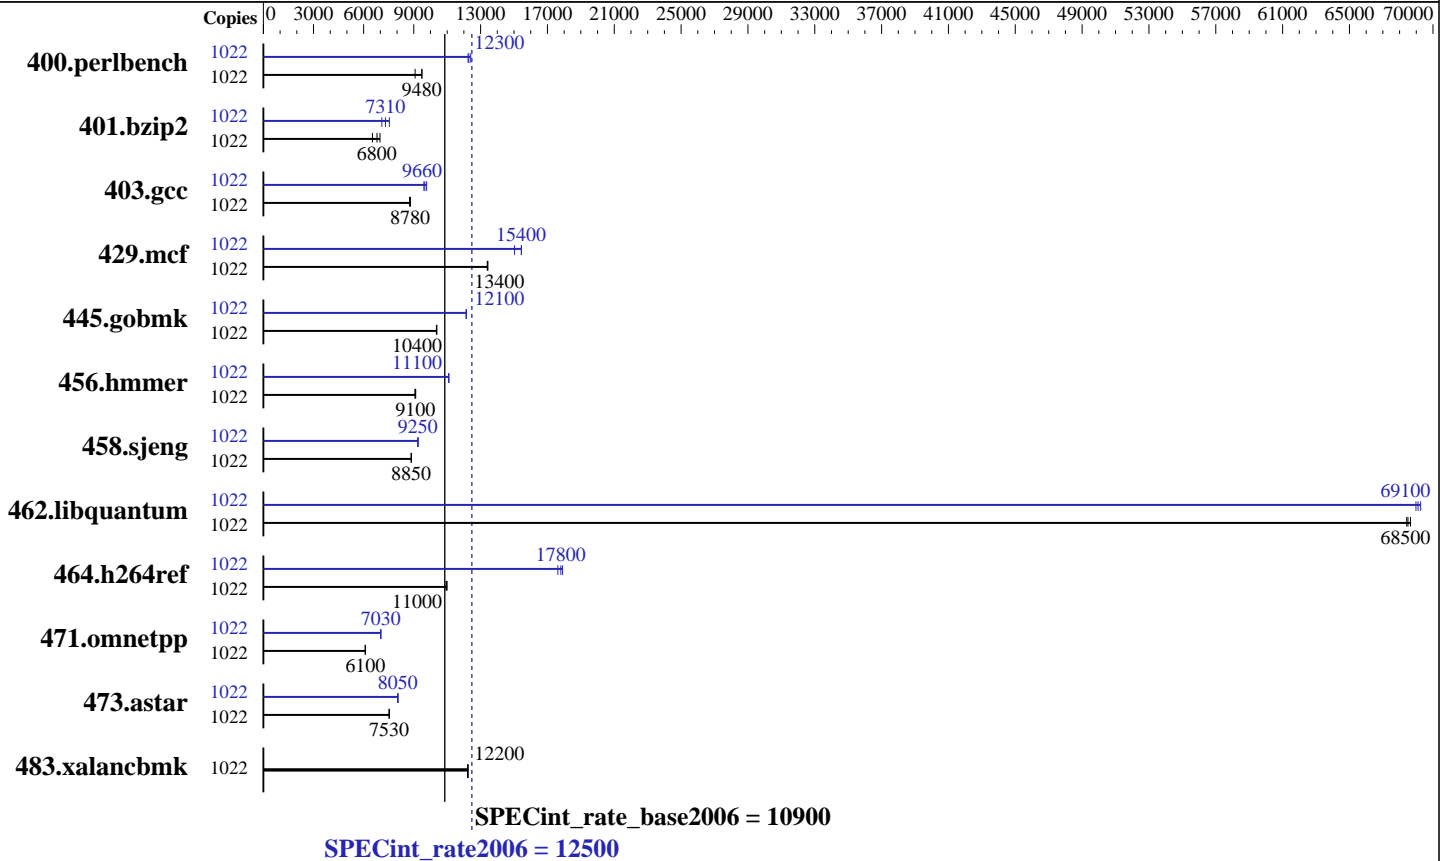 Copies 0 3000 6000 9000 13000 17000 21000 25000 29000 33000 37000 41000 45000 49000 53000 57000 61000 65000 70000
400.perlbench 1022 12300
1022 9480
401.bzip2 1022 7310
1022 6800
403.gcc 1022 9660
1022 8780
429.mcf 1022 15400
1022 13400
445.gobmk 1022 12100
1022 10400
456.hmmer 1022 11100
1022 9100
458.sjeng 1022 9250
1022 8850
462.libquantum 1022 69100
1022 68500
464.h264ref 1022 17800
1022 11000
471.omnetpp 1022 7030
1022 6100
473.astar 1022 8050
1022 7530
483.xalancbmk 1022 12200
SPECint_rate_base2006 = 10900
SPECint_rate2006 = 12500